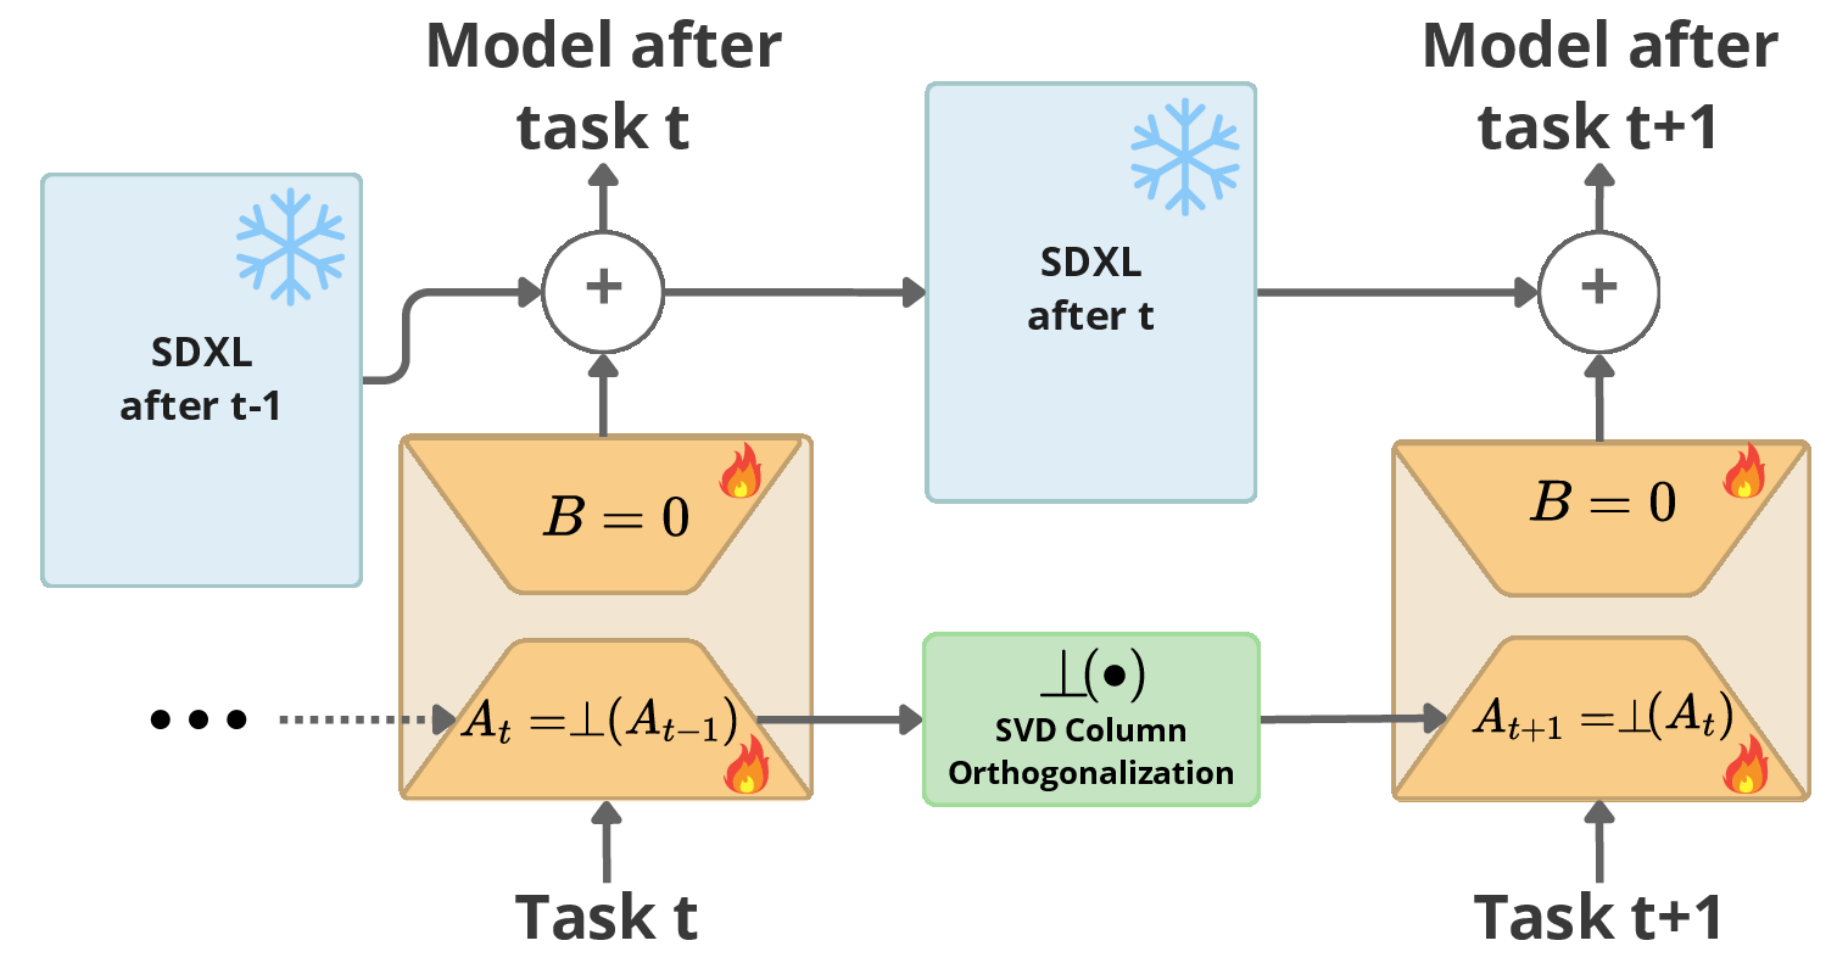 Model after
task t
Model after
task t+1
SDXL
after t-1
+
SDXL
after t
+
B = 0
B = 0
••• A_t =⊥(A_{t−1})
⊥(•)
SVD Column
Orthogonalization
A_{t+1} =⊥(A_t)
Task t
Task t+1